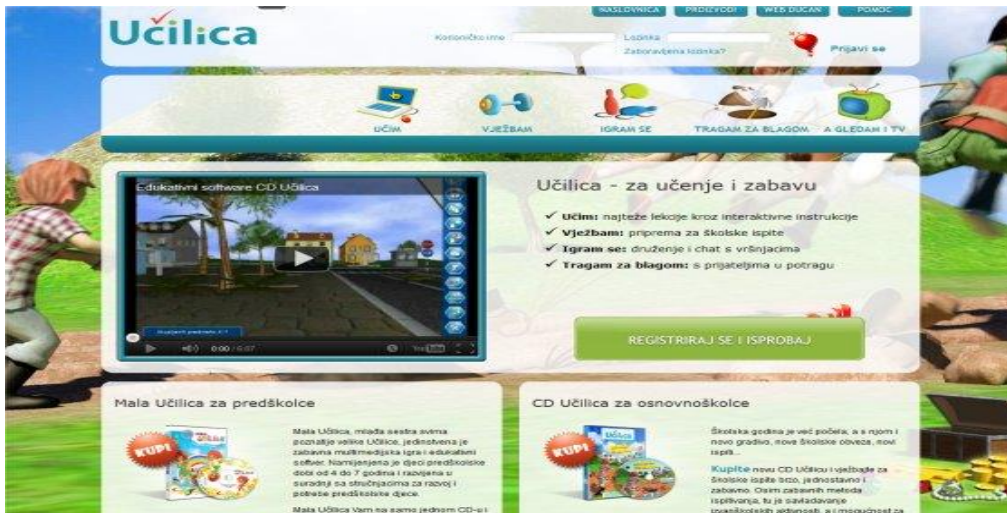 NASLOVNICA PROIZVODI WEB DUĆAN POMOĆ
Učilica
Korisničko ime Lozinka
Zaboravljena lozinka? Prijavi se
UČIM VJEŽBAM IGRAM SE TRAGAM ZA BLAGOM A GLEDAM I TV
Edukativni software CD Učilica
0:00 / 6:07 YouTube
Učilica - za učenje i zabavu
Učim: najteže lekcije kroz interaktivne instrukcije
Vježbam: priprema za školske ispite
Igram se: druženje i chat s vršnjacima
Tragam za blagom: s prijateljima u potragu
REGISTRIRAJ SE I ISPROBAJ
Mala Učilica za predškolce
KUPI
Mala Učilica, mlađa sestra svima
poznatije velike Učilice, jedinstvena je
zabavna multimedijska igra i edukativni
softver. Namijenjena je djeci predškolske
dobi od 4 do 7 godina i razvijena u
suradnji sa stručnjacima za razvoj i
potrebe predškolske djece.
Mala Učilica Vam na samo jednom CD-u i
CD Učilica za osnovnoškolce
KUPI
Školska godina je već počela, a s njom i
novo gradivo, nove školske obveze, novi
ispiti...
Kupite novu CD Učilicu i vježbajte za
školske ispite brzo, jednostavno i
zabavno. Osim zabavnih metoda
ispitivanja, tu je savladavanje
izvanškolskih aktivnosti, a i mogućnost za